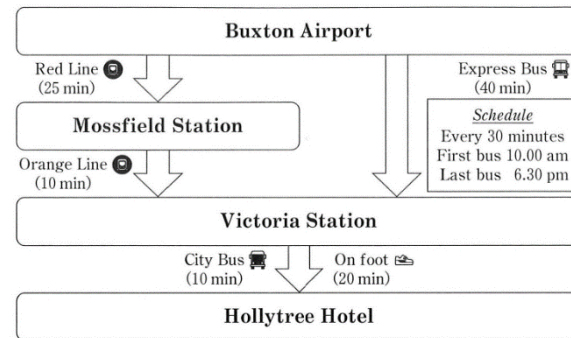 Buxton Airport
Red Line
(25 min)
Express Bus
(40 min)
Schedule
Every 30 minutes
First bus 10.00 am
Last bus 6.30 pm
Mossfield Station
Orange Line
(10 min)
Victoria Station
City Bus
(10 min)
On foot
(20 min)
Hollytree Hotel